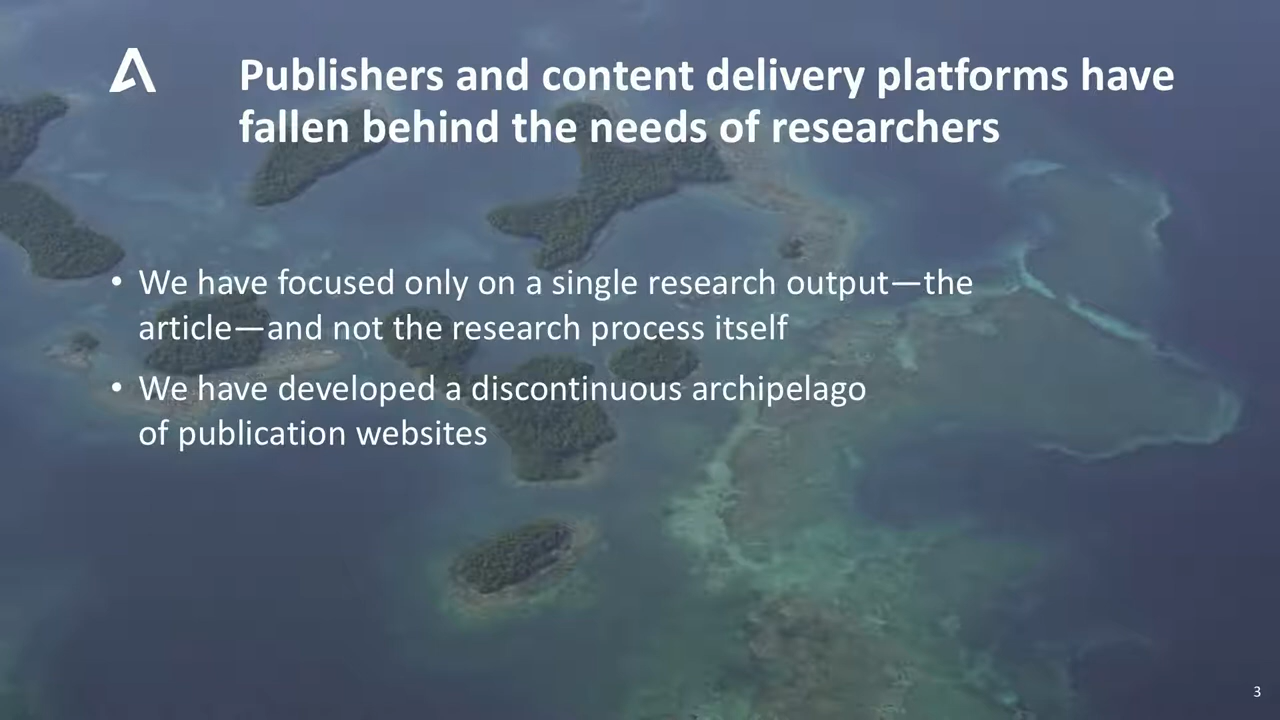 Publishers and content delivery platforms have
fallen behind the needs of researchers
• We have focused only on a single research output—the
article—and not the research process itself
• We have developed a discontinuous archipelago
of publication websites
3